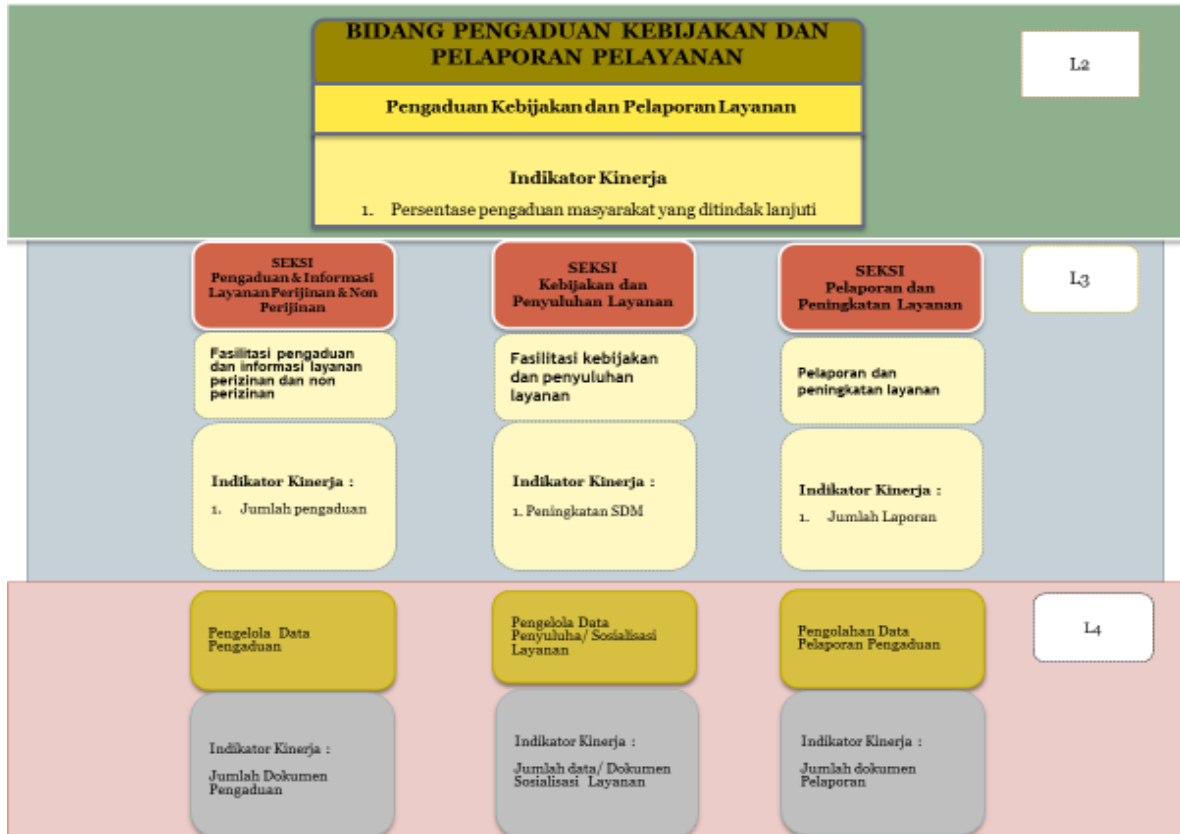 BIDANG PENGADUAN KEBIJAKAN DAN
PELAPORAN PELAYANAN
L2
Pengaduan Kebijakan dan Pelaporan Layanan
Indikator Kinerja
1. Persentase pengaduan masyarakat yang ditindak lanjuti
SEKSI
Pengaduan & Informasi
Layanan Perijinan & Non
Perijinan
SEKSI
Kebijakan dan
Penyuluhan Layanan
SEKSI
Pelaporan dan
Peningkatan Layanan
L3
Fasilitasi pengaduan
dan informasi layanan
perizinan dan non
perizinan
Fasilitasi kebijakan
dan penyuluhan
layanan
Pelaporan dan
peningkatan layanan
Indikator Kinerja :
1. Jumlah pengaduan
Indikator Kinerja :
1. Peningkatan SDM
Indikator Kinerja :
1. Jumlah Laporan
Pengelola Data
Pengaduan
Pengelola Data
Penyuluha/ Sosialisasi
Layanan
Pengolahan Data
Pelaporan Pengaduan
L4
Indikator Kinerja :
Jumlah Dokumen
Pengaduan
Indikator Kinerja :
Jumlah data/ Dokumen
Sosialisasi Layanan
Indikator Kinerja :
Jumlah dokumen
Pelaporan